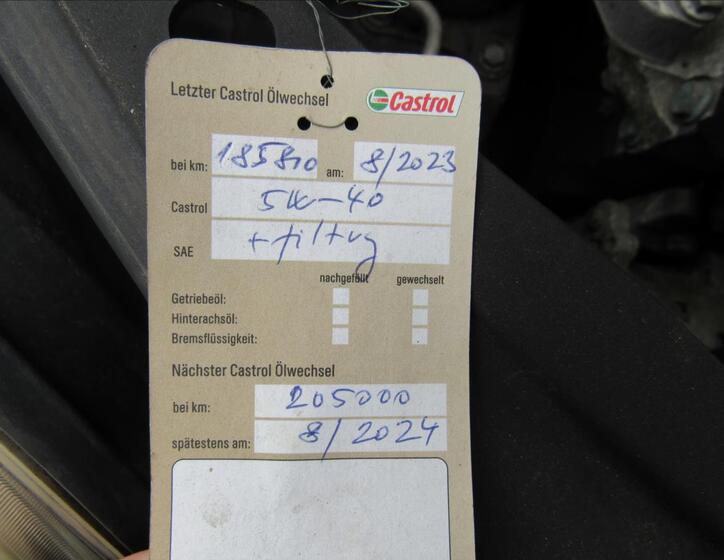 Letzter Castrol Ölwechsel
Castrol
bei km: 185810 am: 8/2023
Castrol 5W-40
SAE + filtry
nachgefüllt gewechselt
Getriebeöl:
Hinterachsöl:
Bremsflüssigkeit:
Nächster Castrol Ölwechsel
bei km: 205000
spätestens am: 8/2024